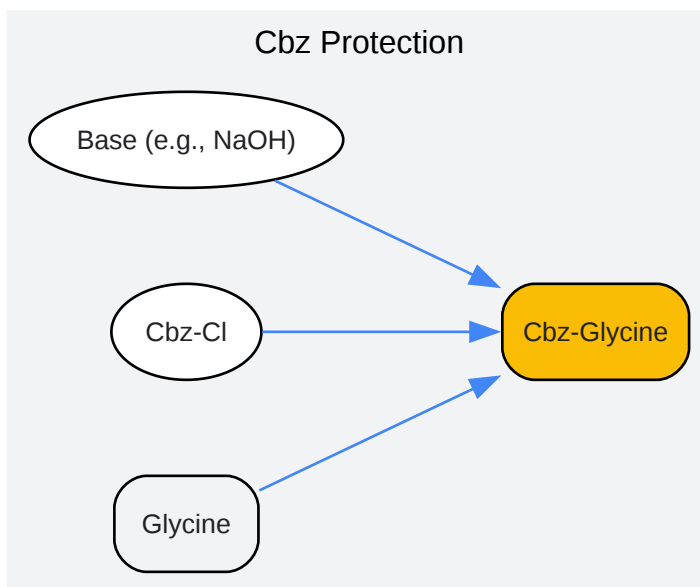 Cbz Protection
Base (e.g., NaOH)
Cbz-Cl
Cbz-Glycine
Glycine